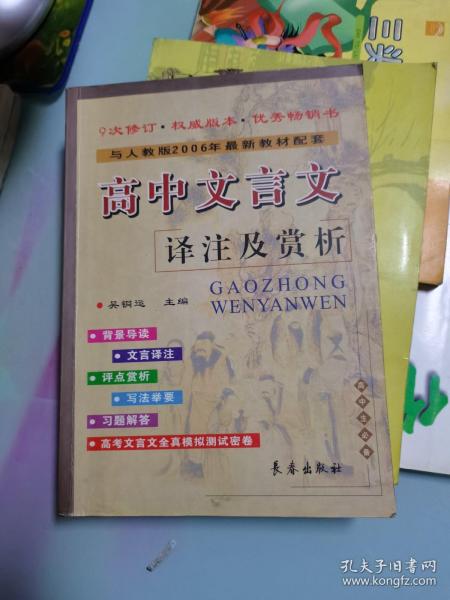 9次修订·权威版本·优秀畅销书
与人教版2006年最新教材配套
高中文言文
译注及赏析
GAOZHONG
WENYANWEN
吴铜运 主编
背景导读
文言译注
评点赏析
写法举要
习题解答
高考文言文全真模拟测试密卷
高中生必备
长春出版社
孔夫子旧书网
www.kongfz.com